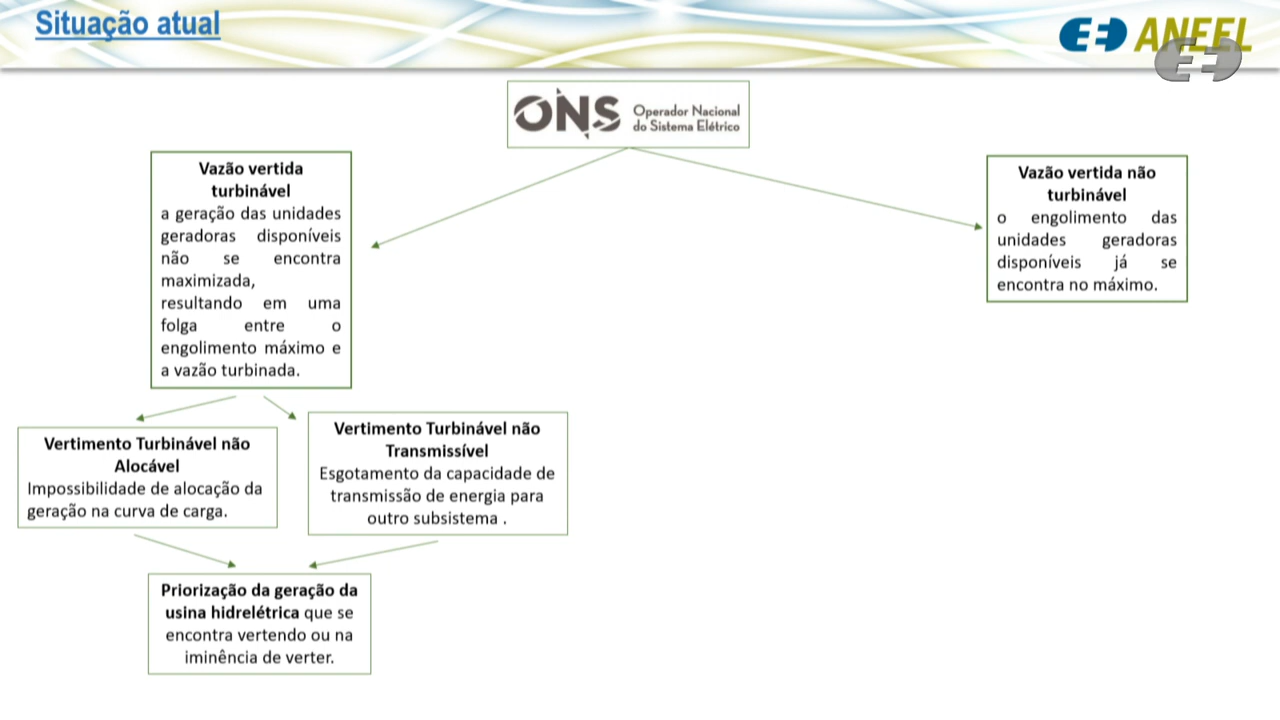 Situação atual
ANEEL
ONS Operador Nacional
do Sistema Elétrico
Vazão vertida
turbinável
a geração das unidades
geradoras disponíveis
não se encontra
maximizada,
resultando em uma
folga entre o
engolimento máximo e
a vazão turbinada.
Vazão vertida não
turbinável
o engolimento das
unidades geradoras
disponíveis já se
encontra no máximo.
Vertimento Turbinável não
Alocável
Impossibilidade de alocação da
geração na curva de carga.
Vertimento Turbinável não
Transmissível
Esgotamento da capacidade de
transmissão de energia para
outro subsistema .
Priorização da geração da
usina hidrelétrica que se
encontra vertendo ou na
iminência de verter.